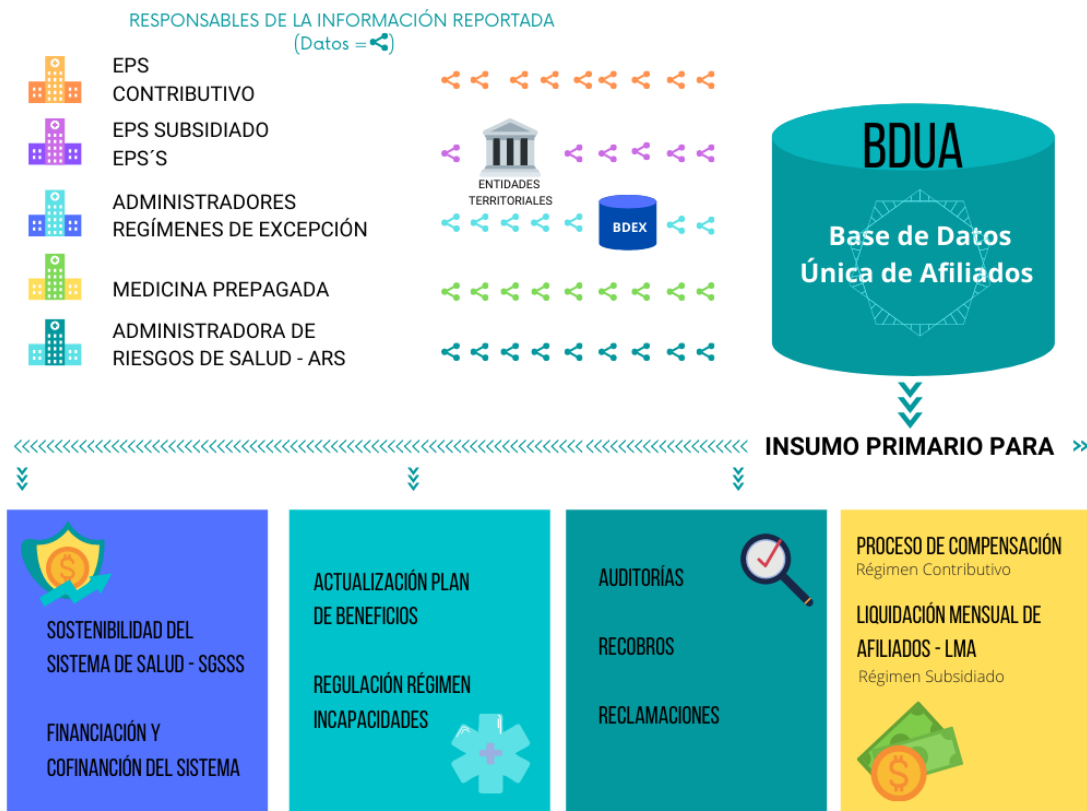 RESPONSABLES DE LA INFORMACIÓN REPORTADA
(Datos = )
EPS
CONTRIBUTIVO
EPS SUBSIDIADO
EPS´S
ENTIDADES
TERRITORIALES
ADMINISTRADORES
REGÍMENES DE EXCEPCIÓN
BDEX
MEDICINA PREPAGADA
ADMINISTRADORA DE
RIESGOS DE SALUD - ARS
BDUA
Base de Datos
Única de Afiliados
INSUMO PRIMARIO PARA
SOSTENIBILIDAD DEL
SISTEMA DE SALUD - SGSSS
FINANCIACIÓN Y
COFINANCIÓN DEL SISTEMA
ACTUALIZACIÓN PLAN
DE BENEFICIOS
REGULACIÓN RÉGIMEN
INCAPACIDADES
AUDITORÍAS
RECOBROS
RECLAMACIONES
PROCESO DE COMPENSACIÓN
Régimen Contributivo
LIQUIDACIÓN MENSUAL DE
AFILIADOS - LMA
Régimen Subsidiado